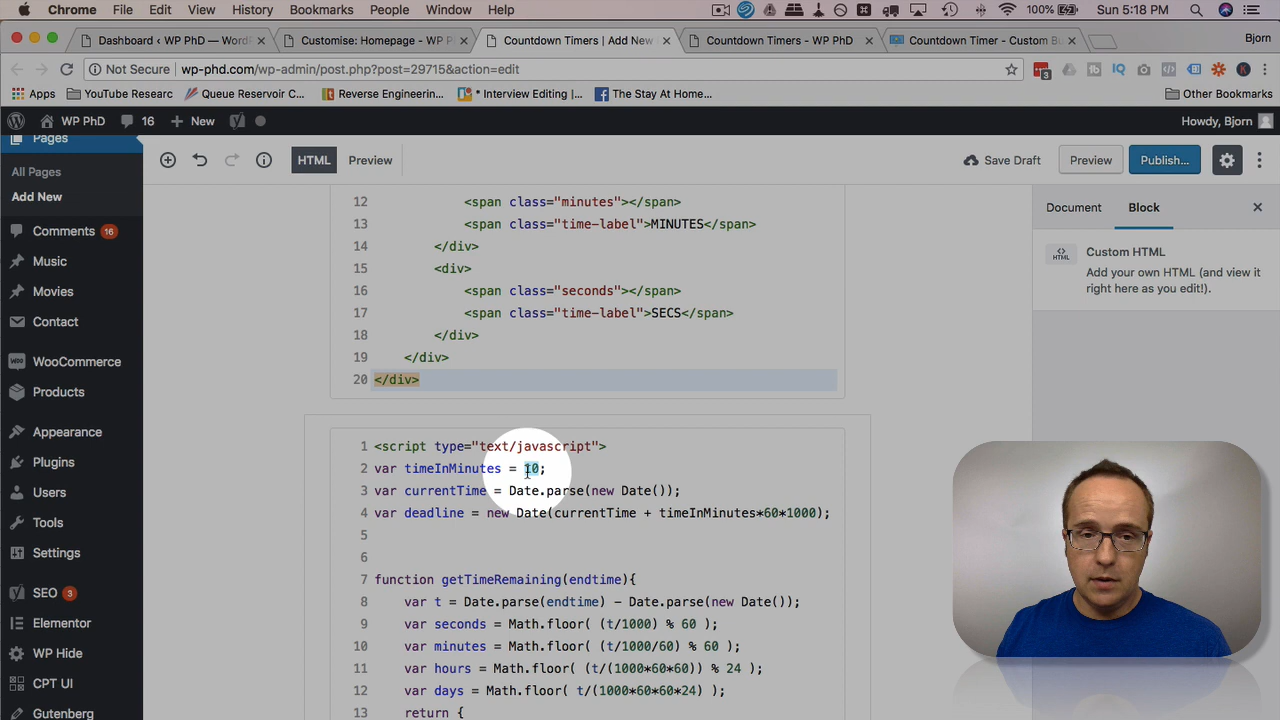 Chrome File Edit View History Bookmarks People Window Help 100% Sun 5:18 PM
Dashboard ‹ WP PhD — WordP × Customise: Homepage - WP P × Countdown Timers | Add New × Countdown Timers - WP PhD × Countdown Timer - Custom Bu × Bjorn
Not Secure | wp-phd.com/wp-admin/post.php?post=29715&action=edit
Apps YouTube Researc Queue Reservoir C... Reverse Engineerin... * Interview Editing |... The Stay At Home... Other Bookmarks
WP PhD 16 + New Howdy, Bjorn
Pages
All Pages
Add New
Comments 16
Music
Movies
Contact
WooCommerce
Products
Appearance
Plugins
Users
Tools
Settings
SEO 3
Elementor
WP Hide
CPT UI
Gutenberg
HTML Preview Save Draft Preview Publish...
12 <span class="minutes"></span>
13 <span class="time-label">MINUTES</span>
14 </div>
15 <div>
16 <span class="seconds"></span>
17 <span class="time-label">SECS</span>
18 </div>
19 </div>
20 </div>
1 <script type="text/javascript">
2 var timeInMinutes = 10;
3 var currentTime = Date.parse(new Date());
4 var deadline = new Date(currentTime + timeInMinutes*60*1000);
5
6
7 function getTimeRemaining(endtime){
8 var t = Date.parse(endtime) - Date.parse(new Date());
9 var seconds = Math.floor( (t/1000) % 60 );
10 var minutes = Math.floor( (t/1000/60) % 60 );
11 var hours = Math.floor( (t/(1000*60*60)) % 24 );
12 var days = Math.floor( t/(1000*60*60*24) );
13 return {
Document Block ×
Custom HTML
Add your own HTML (and view it
right here as you edit!).